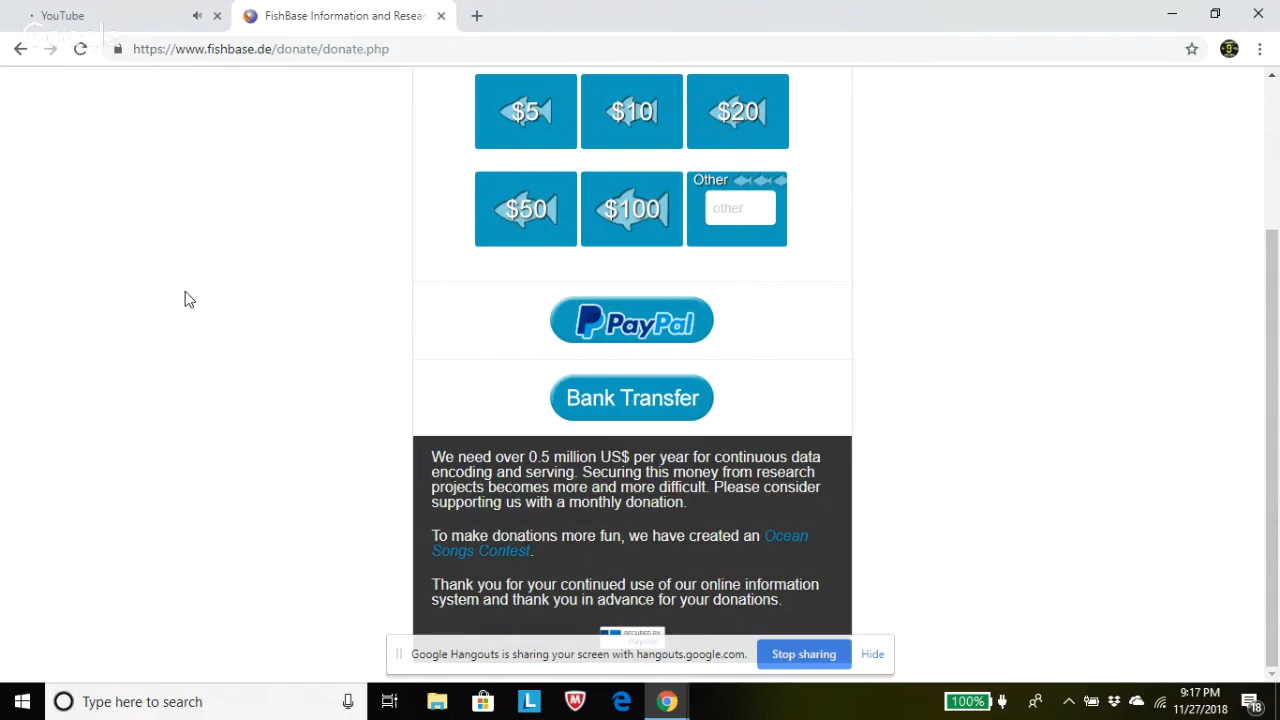 YouTube
FishBase Information and Resear
https://www.fishbase.de/donate/donate.php
$5 $10 $20
Other
$50 $100 other
PayPal
Bank Transfer
We need over 0.5 million US$ per year for continuous data
encoding and serving. Securing this money from research
projects becomes more and more difficult. Please consider
supporting us with a monthly donation.
To make donations more fun, we have created an Ocean
Songs Contest.
Thank you for your continued use of our online information
system and thank you in advance for your donations.
SECURED BY
PayPal
Google Hangouts is sharing your screen with hangouts.google.com. Stop sharing Hide
Type here to search
100%
9:17 PM
11/27/2018
18